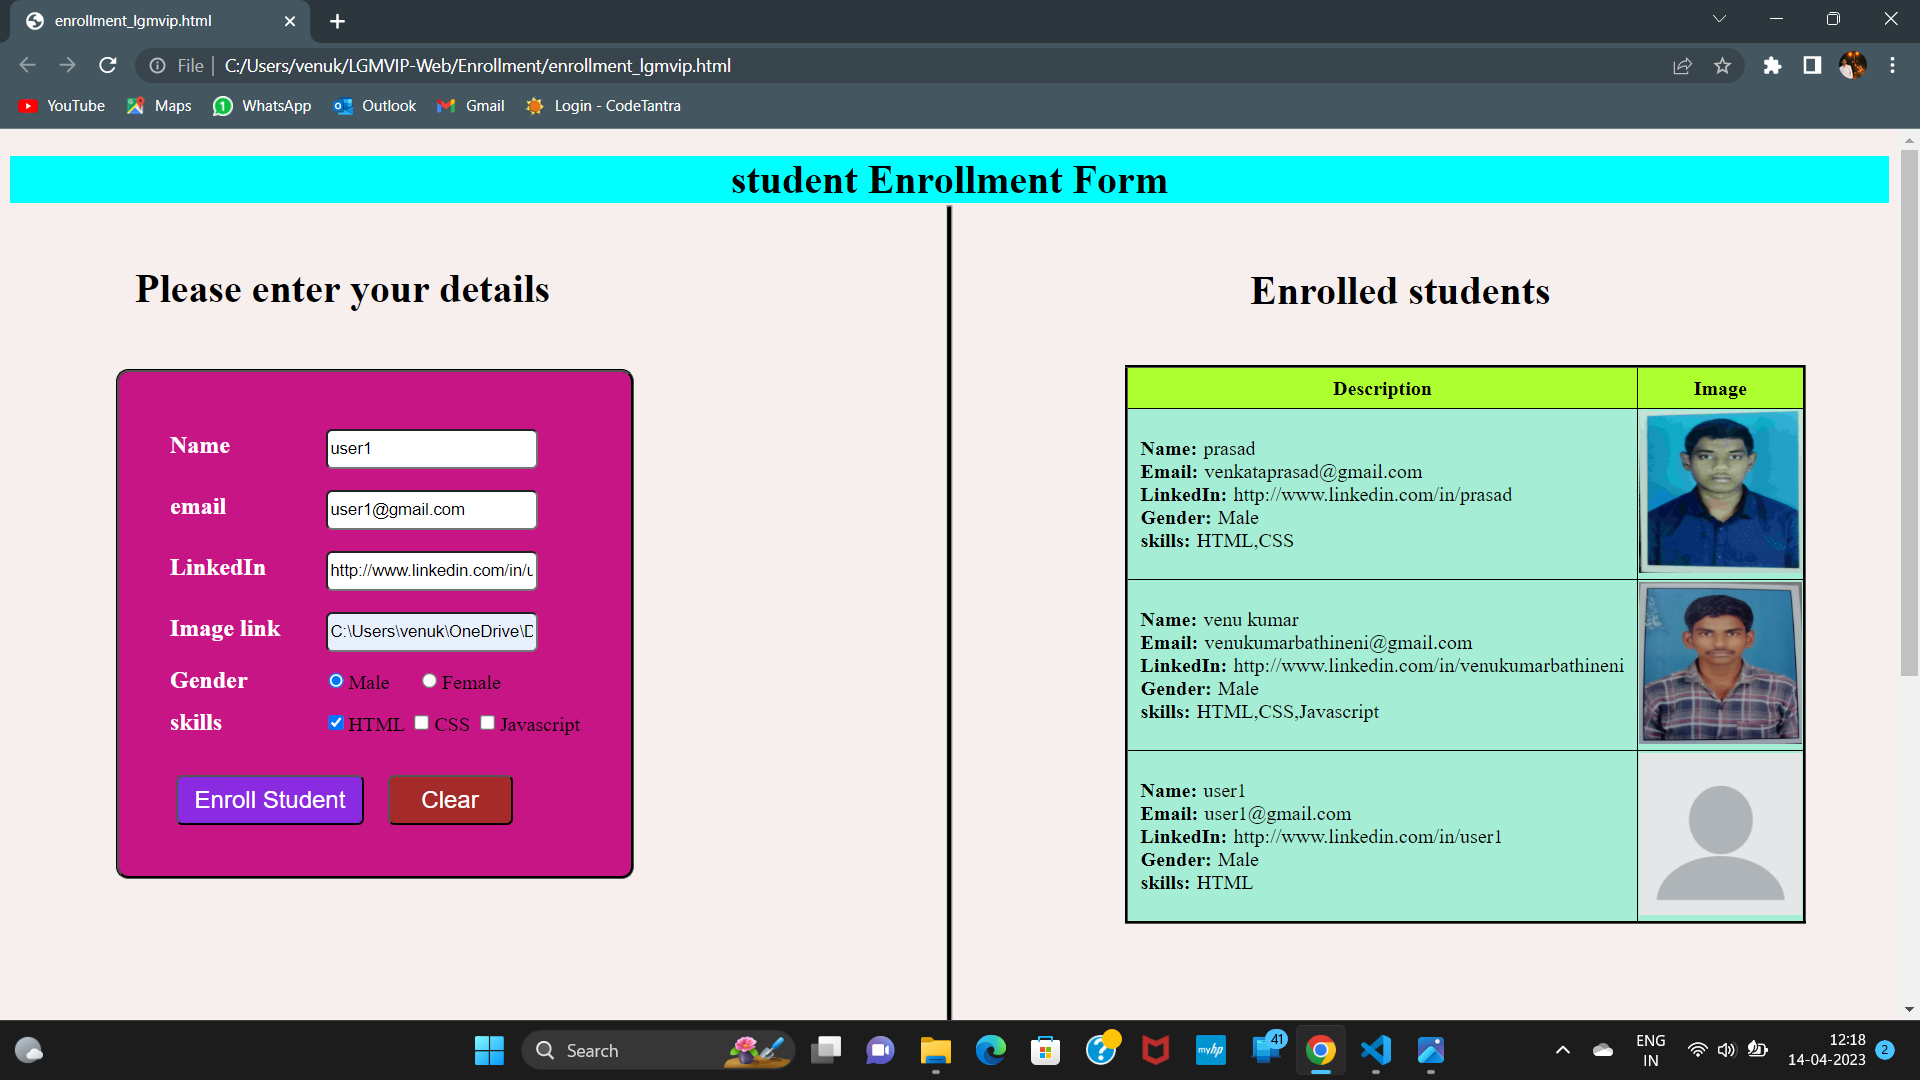 enrollment_lgmvip.html
File | C:/Users/venuk/LGMVIP-Web/Enrollment/enrollment_lgmvip.html
YouTube Maps WhatsApp Outlook Gmail Login - CodeTantra
student Enrollment Form
Please enter your details
Name user1
email user1@gmail.com
LinkedIn http://www.linkedin.com/in/u
Image link C:\Users\venuk\OneDrive\D
Gender Male Female
skills HTML CSS Javascript
Enroll Student Clear
Enrolled students
Description Image
Name: prasad
Email: venkataprasad@gmail.com
LinkedIn: http://www.linkedin.com/in/prasad
Gender: Male
skills: HTML,CSS
Name: venu kumar
Email: venukumarbathineni@gmail.com
LinkedIn: http://www.linkedin.com/in/venukumarbathineni
Gender: Male
skills: HTML,CSS,Javascript
Name: user1
Email: user1@gmail.com
LinkedIn: http://www.linkedin.com/in/user1
Gender: Male
skills: HTML
Search
myhp
41
ENG
IN
12:18
14-04-2023
2